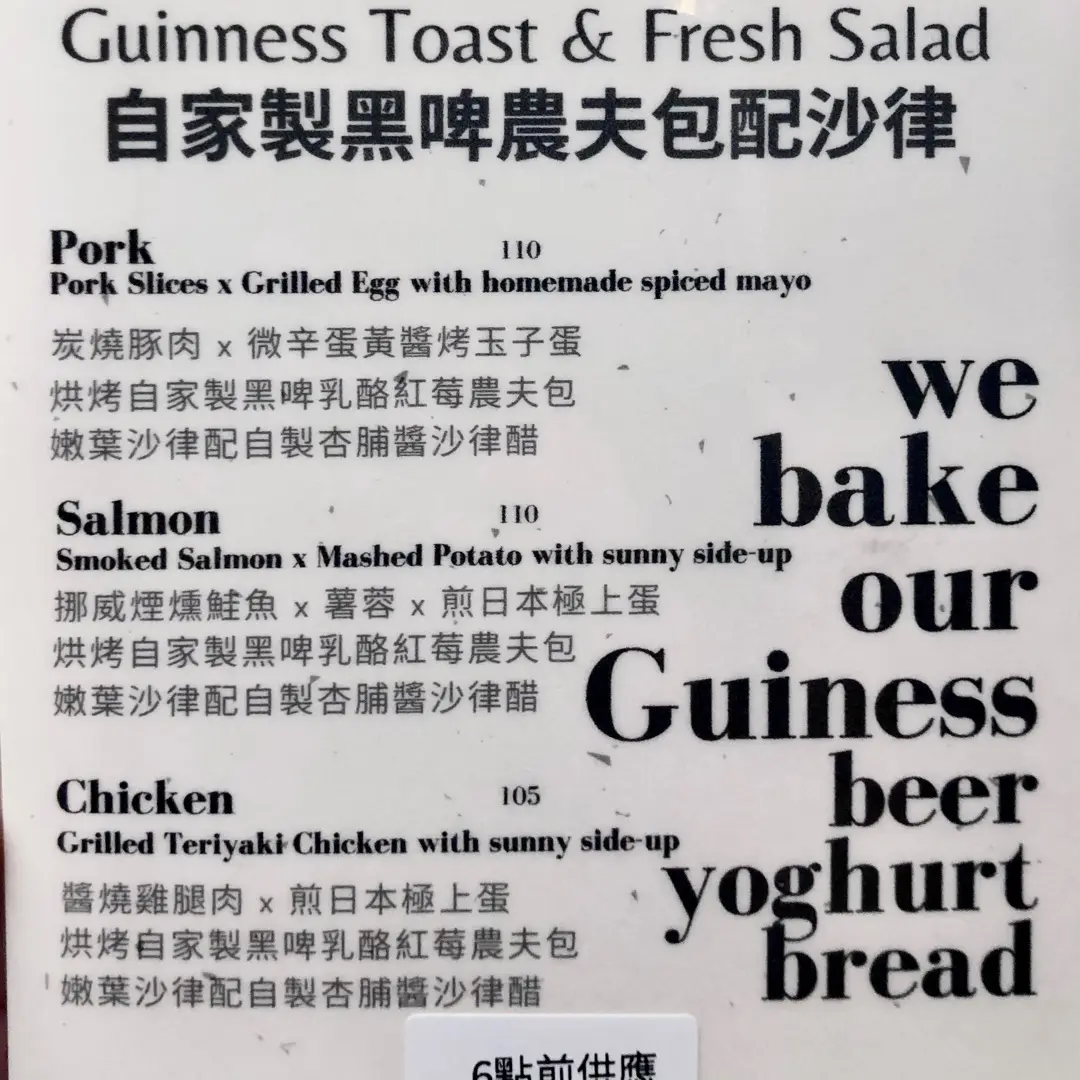 Guinness Toast & Fresh Salad
自家製黑啤農夫包配沙律
Pork 110
Pork Slices x Grilled Egg with homemade spiced mayo
炭燒豚肉 x 微辛蛋黃醬烤玉子蛋
烘烤自家製黑啤乳酪紅莓農夫包
嫩葉沙律配自製杏脯醬沙律醋
Salmon 110
Smoked Salmon x Mashed Potato with sunny side-up
挪威煙燻鮭魚 x 薯蓉 x 煎日本極上蛋
烘烤自家製黑啤乳酪紅莓農夫包
嫩葉沙律配自製杏脯醬沙律醋
Chicken 105
Grilled Teriyaki Chicken with sunny side-up
醬燒雞腿肉 x 煎日本極上蛋
烘烤自家製黑啤乳酪紅莓農夫包
嫩葉沙律配自製杏脯醬沙律醋
we
bake
our
Guiness
beer
yoghurt
bread
6點前供應